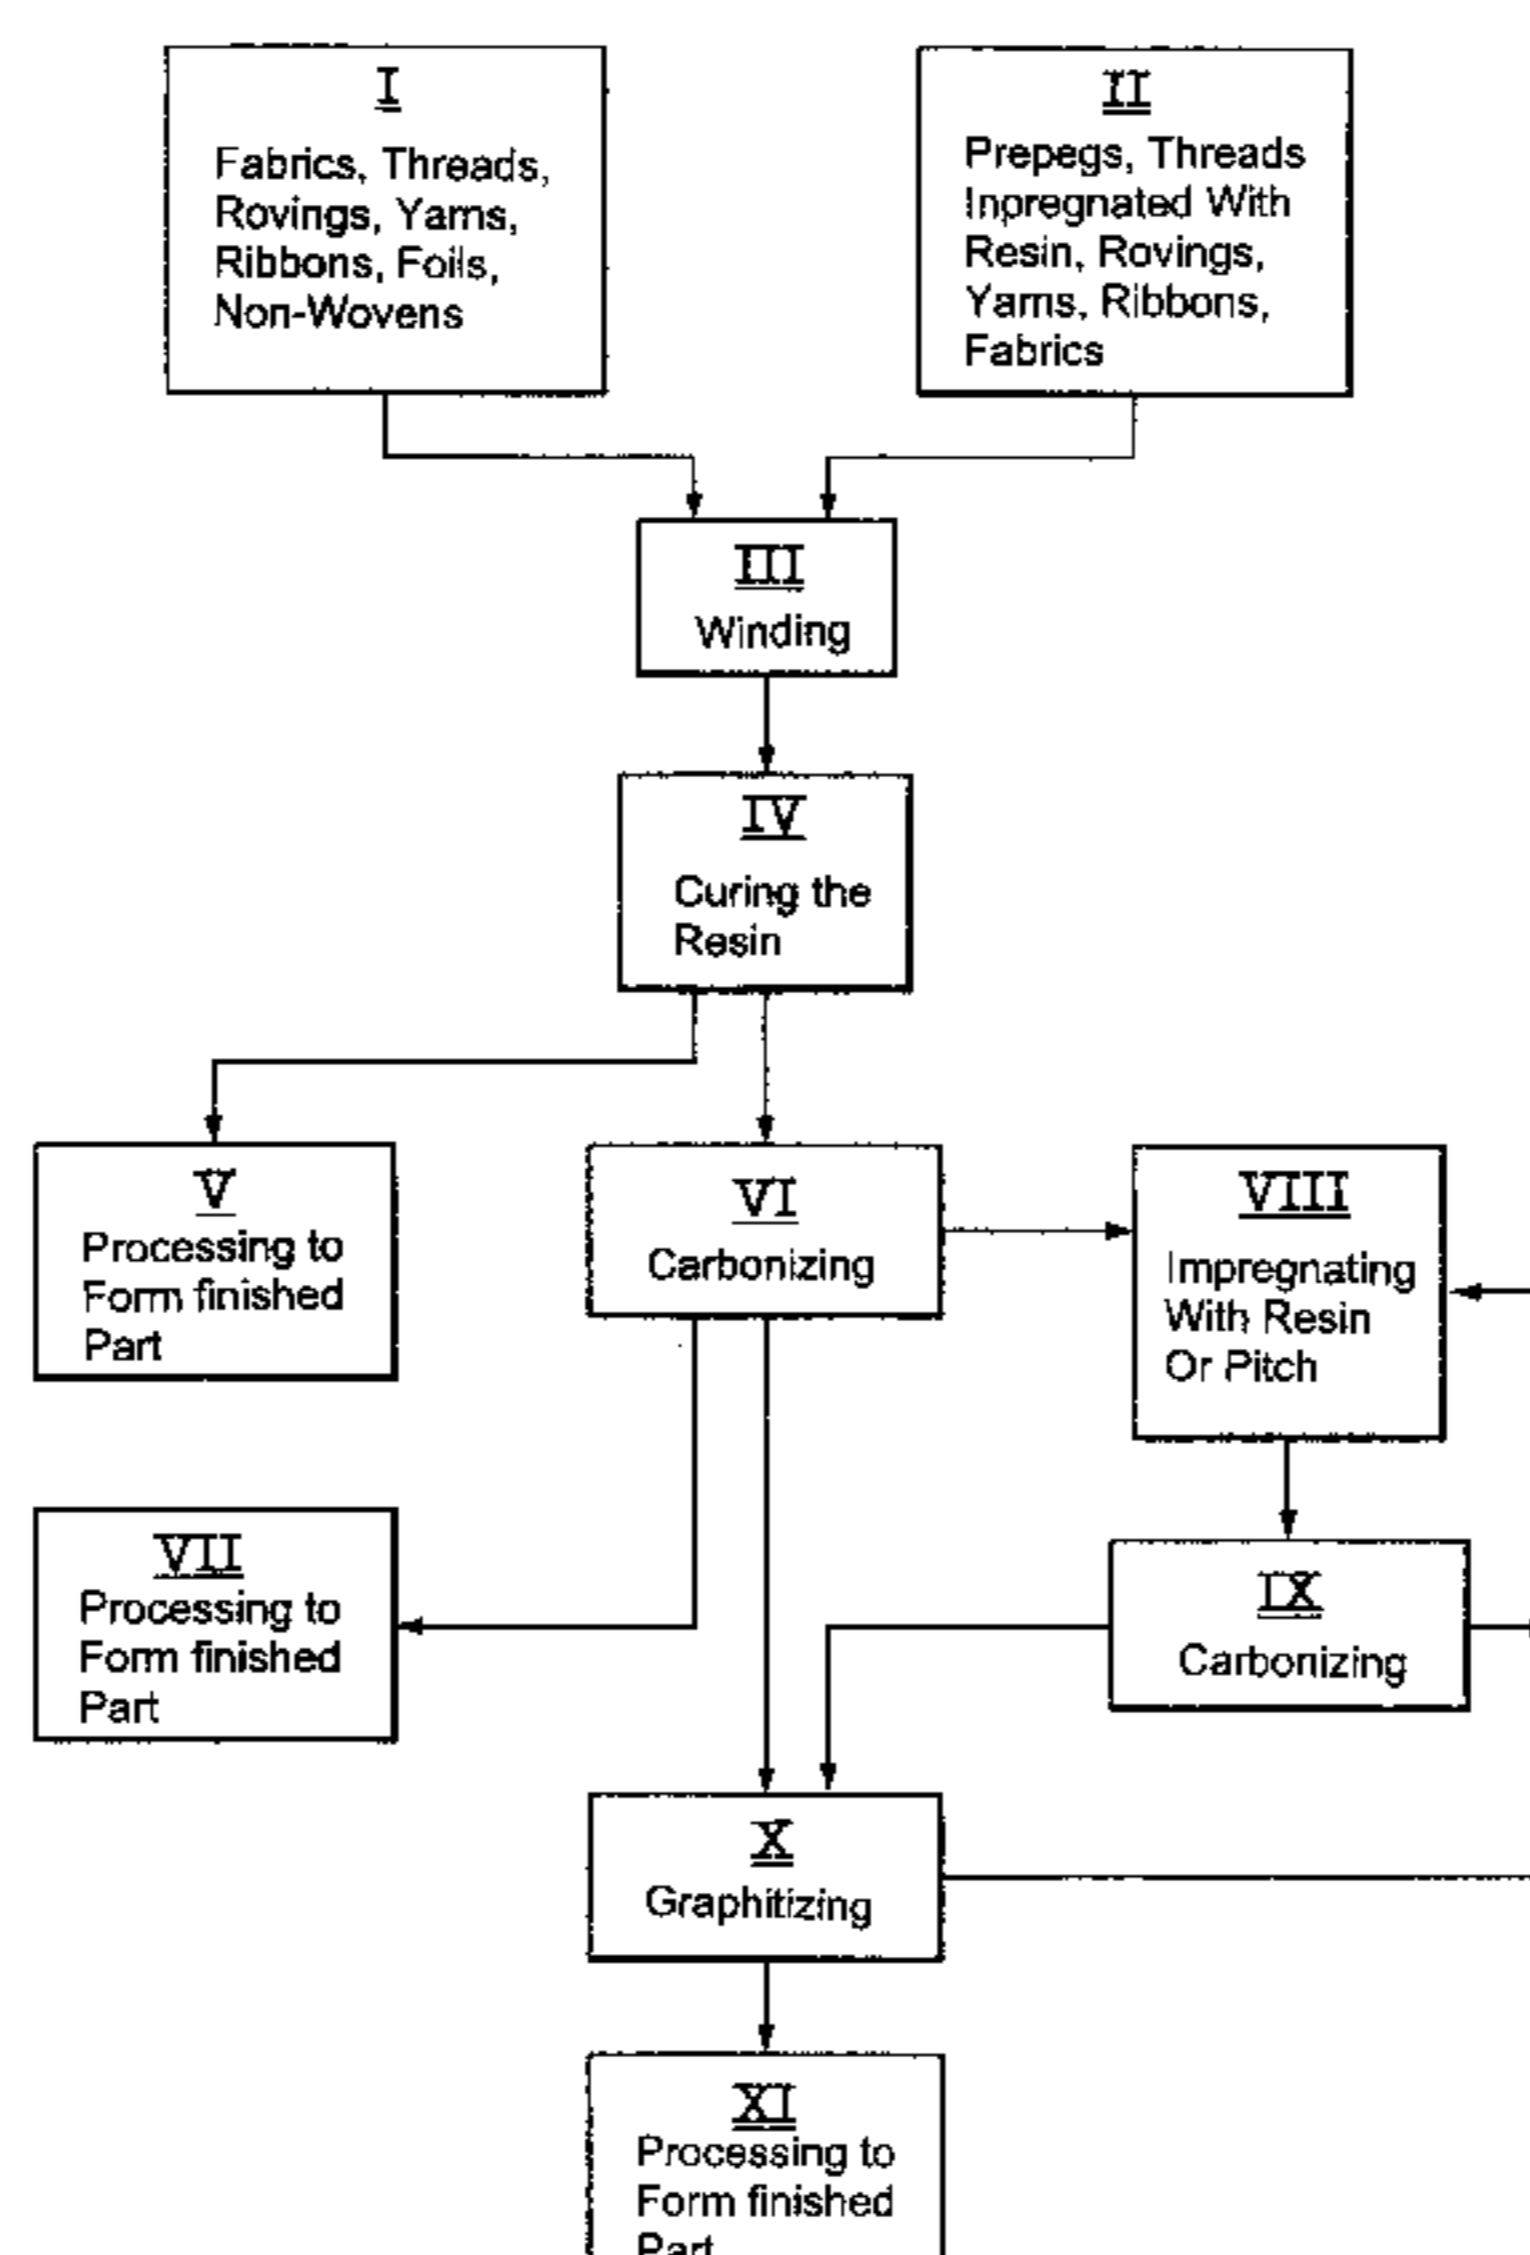 I
Fabrics, Threads,
Rovings, Yarns,
Ribbons, Foils,
Non-Wovens
II
Prepegs, Threads
Inpregnated With
Resin, Rovings,
Yarns, Ribbons,
Fabrics
III
Winding
IV
Curing the
Resin
V
Processing to
Form finished
Part
VI
Carbonizing
VIII
Impregnating
With Resin
Or Pitch
VII
Processing to
Form finished
Part
IX
Carbonizing
X
Graphitizing
XI
Processing to
Form finished
Part